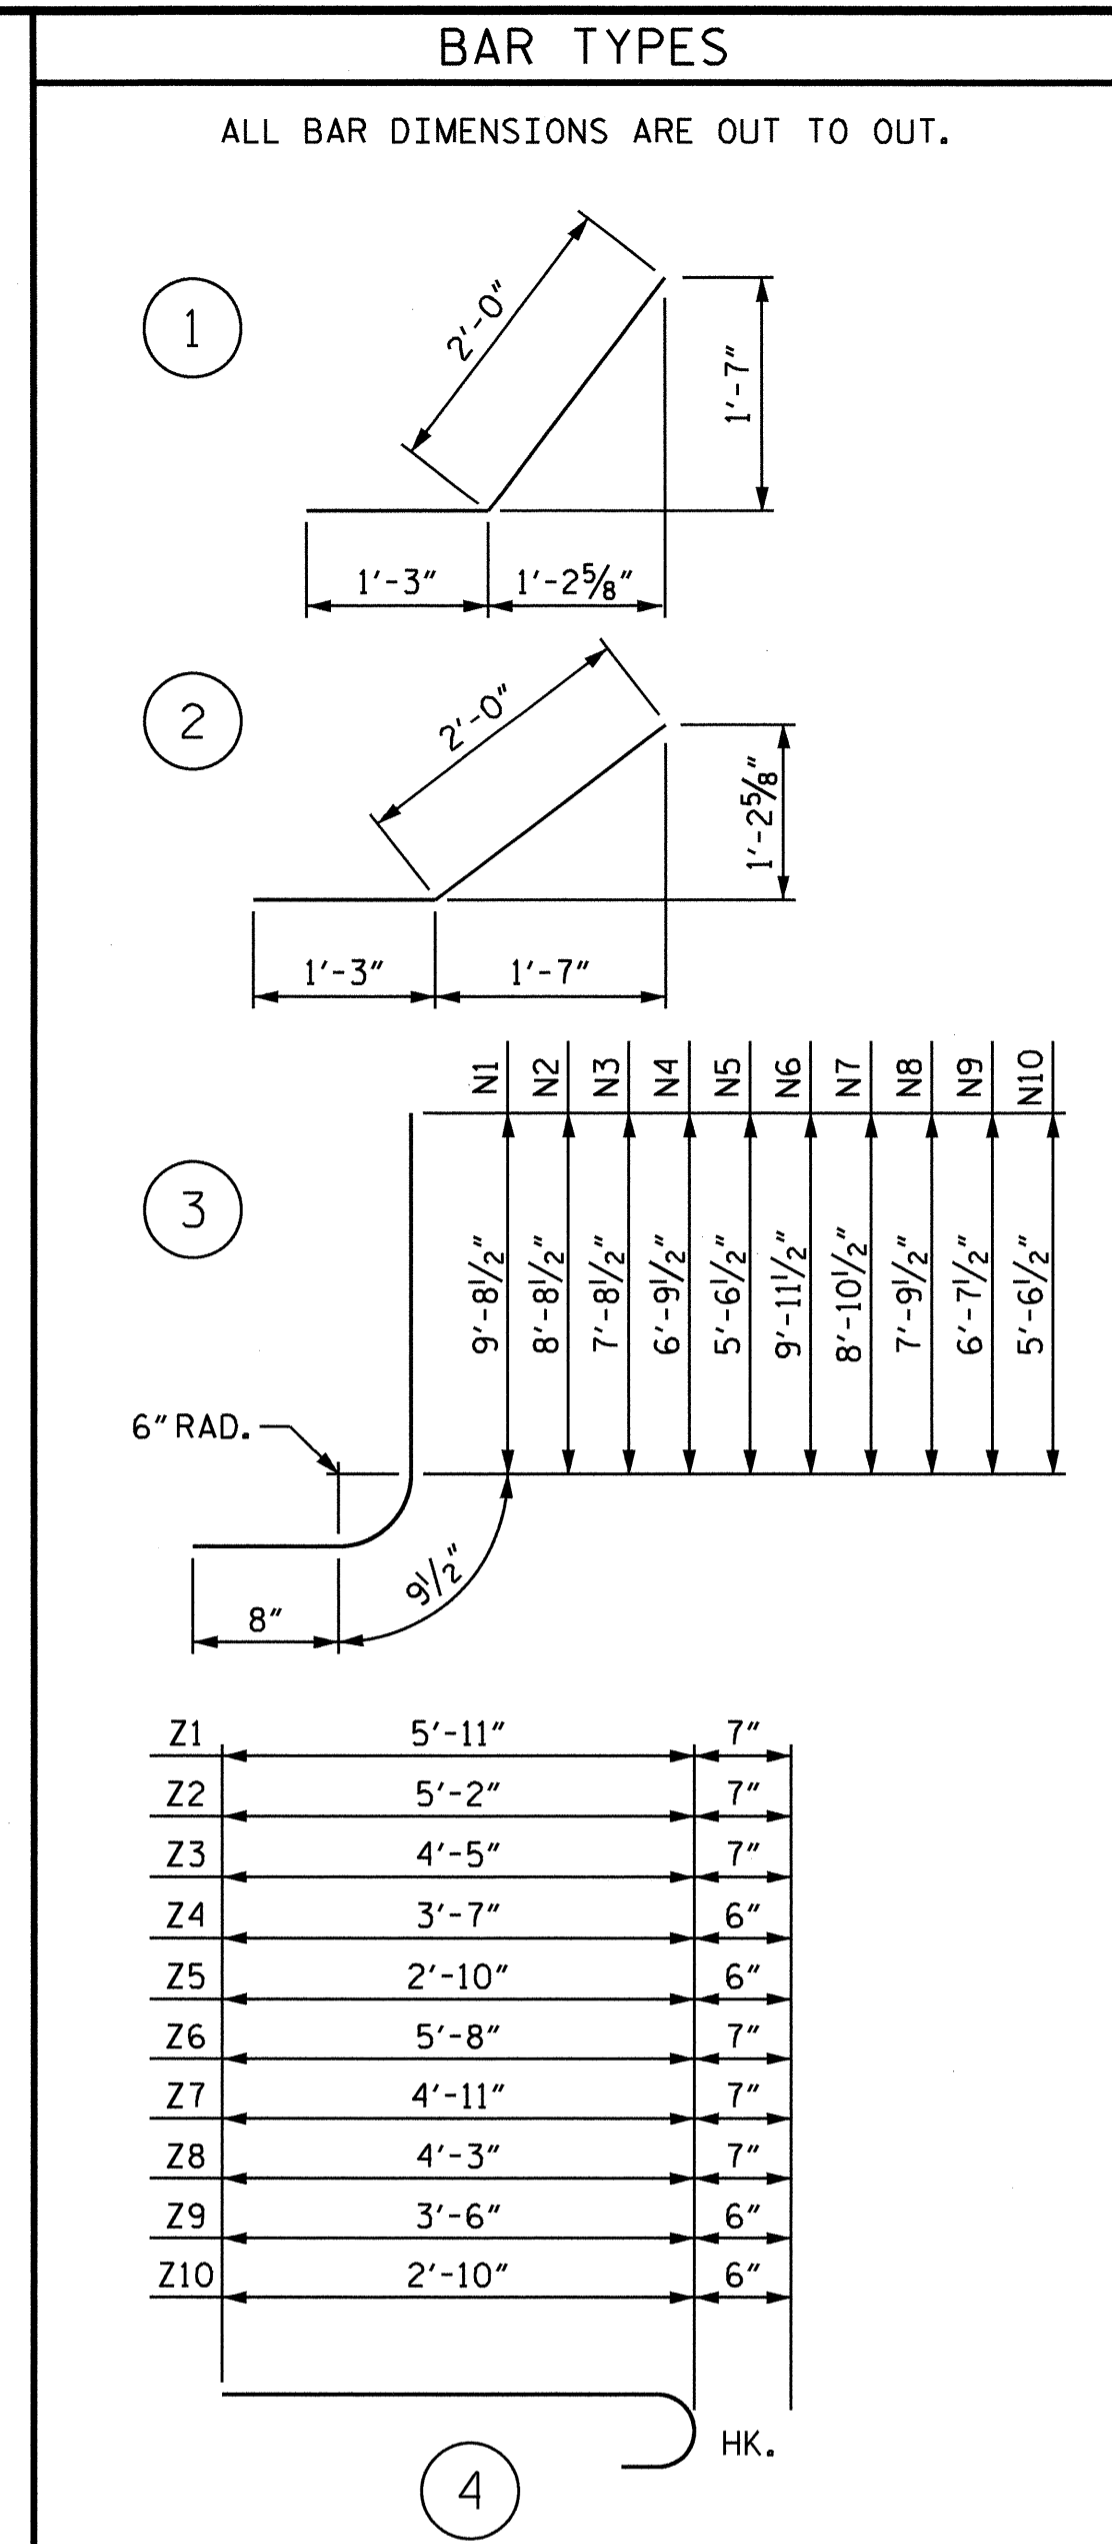 BAR TYPES
ALL BAR DIMENSIONS ARE OUT TO OUT.
1
2'-0"
1'-7"
1'-3" 1'-2⅝"
2
2'-0"
1'-2⅝"
1'-3" 1'-7"
N1 N2 N3 N4 N5 N6 N7 N8 N9 N10
3
9'-8½" 8'-8½" 7'-8½" 6'-9½" 5'-6½" 9'-11½" 8'-10½" 7'-9½" 6'-7½" 5'-6½"
6" RAD.
9½"
8"
Z1 5'-11" 7"
Z2 5'-2" 7"
Z3 4'-5" 7"
Z4 3'-7" 6"
Z5 2'-10" 6"
Z6 5'-8" 7"
Z7 4'-11" 7"
Z8 4'-3" 7"
Z9 3'-6" 6"
Z10 2'-10" 6"
HK.
4